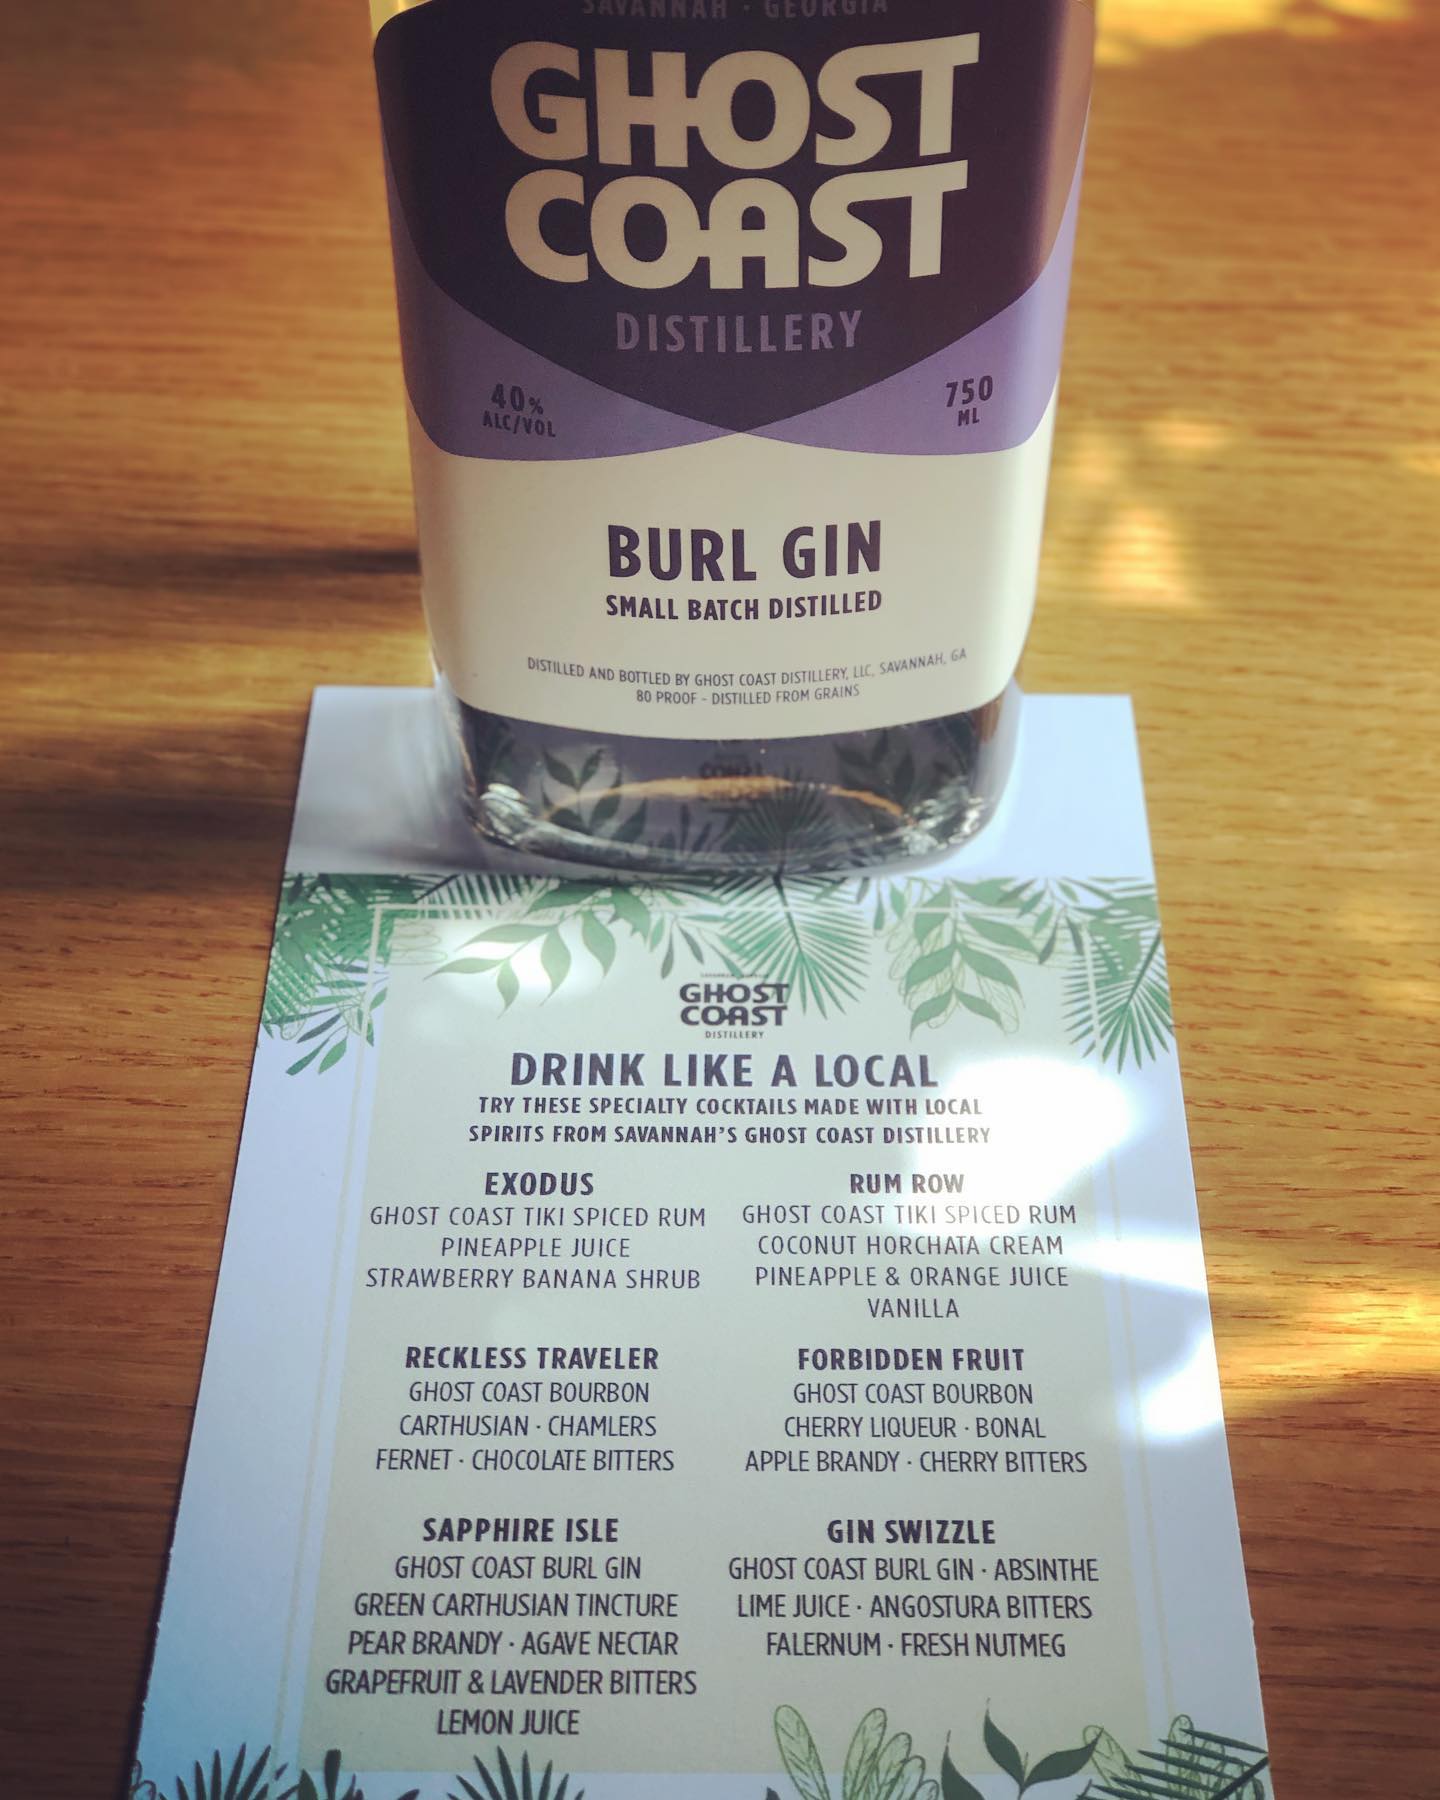 SAVANNAH · GEORGIA
GHOST
COAST
DISTILLERY
40%
ALC/VOL
750
ML
BURL GIN
SMALL BATCH DISTILLED
DISTILLED AND BOTTLED BY GHOST COAST DISTILLERY, LLC, SAVANNAH, GA
80 PROOF - DISTILLED FROM GRAINS
GHOST
COAST
DISTILLERY
DRINK LIKE A LOCAL
TRY THESE SPECIALTY COCKTAILS MADE WITH LOCAL
SPIRITS FROM SAVANNAH'S GHOST COAST DISTILLERY
EXODUS
GHOST COAST TIKI SPICED RUM
PINEAPPLE JUICE
STRAWBERRY BANANA SHRUB
RUM ROW
GHOST COAST TIKI SPICED RUM
COCONUT HORCHATA CREAM
PINEAPPLE & ORANGE JUICE
VANILLA
RECKLESS TRAVELER
GHOST COAST BOURBON
CARTHUSIAN · CHAMLERS
FERNET · CHOCOLATE BITTERS
FORBIDDEN FRUIT
GHOST COAST BOURBON
CHERRY LIQUEUR · BONAL
APPLE BRANDY · CHERRY BITTERS
SAPPHIRE ISLE
GHOST COAST BURL GIN
GREEN CARTHUSIAN TINCTURE
PEAR BRANDY · AGAVE NECTAR
GRAPEFRUIT & LAVENDER BITTERS
LEMON JUICE
GIN SWIZZLE
GHOST COAST BURL GIN · ABSINTHE
LIME JUICE · ANGOSTURA BITTERS
FALERNUM · FRESH NUTMEG